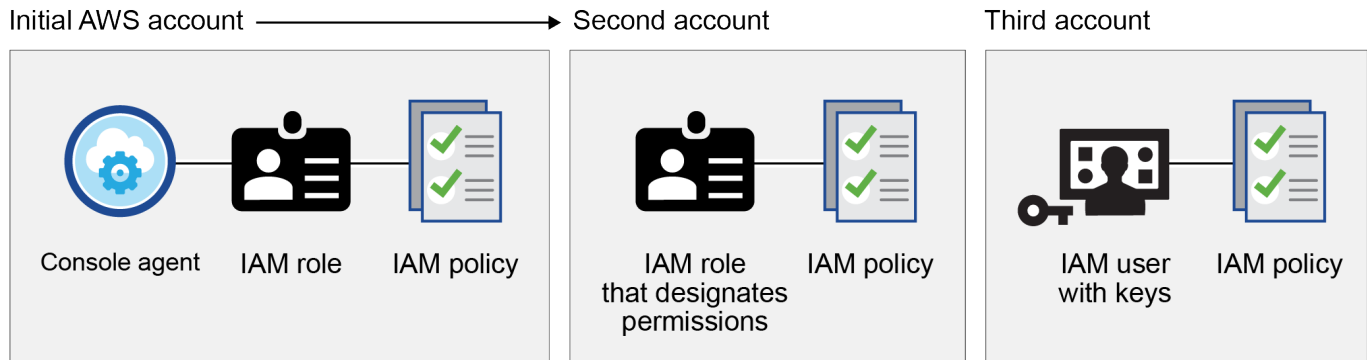 Initial AWS account
Second account
Third account
Console agent
IAM role
IAM policy
IAM role
that designates
permissions
IAM policy
IAM user
with keys
IAM policy